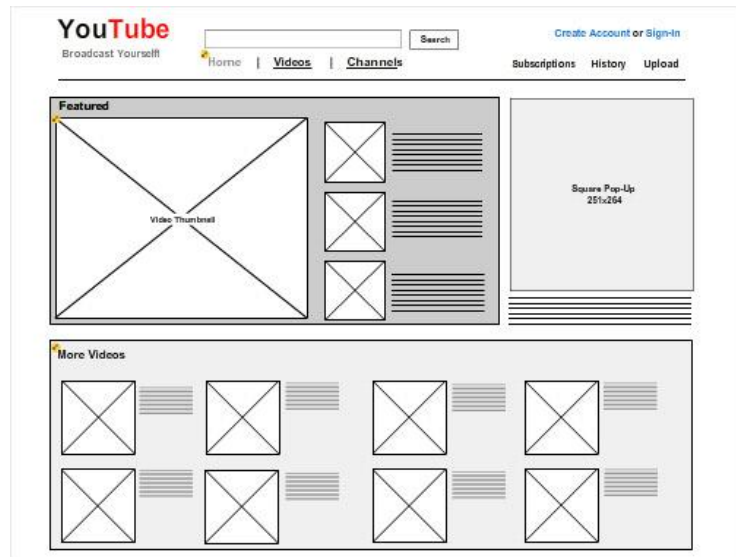 YouTube
Broadcast Yourself!!
Search
Create Account or Sign-In
Home | Videos | Channels
Subscriptions History Upload
Featured
Video Thumbnail
Square Pop-Up
251x264
More Videos